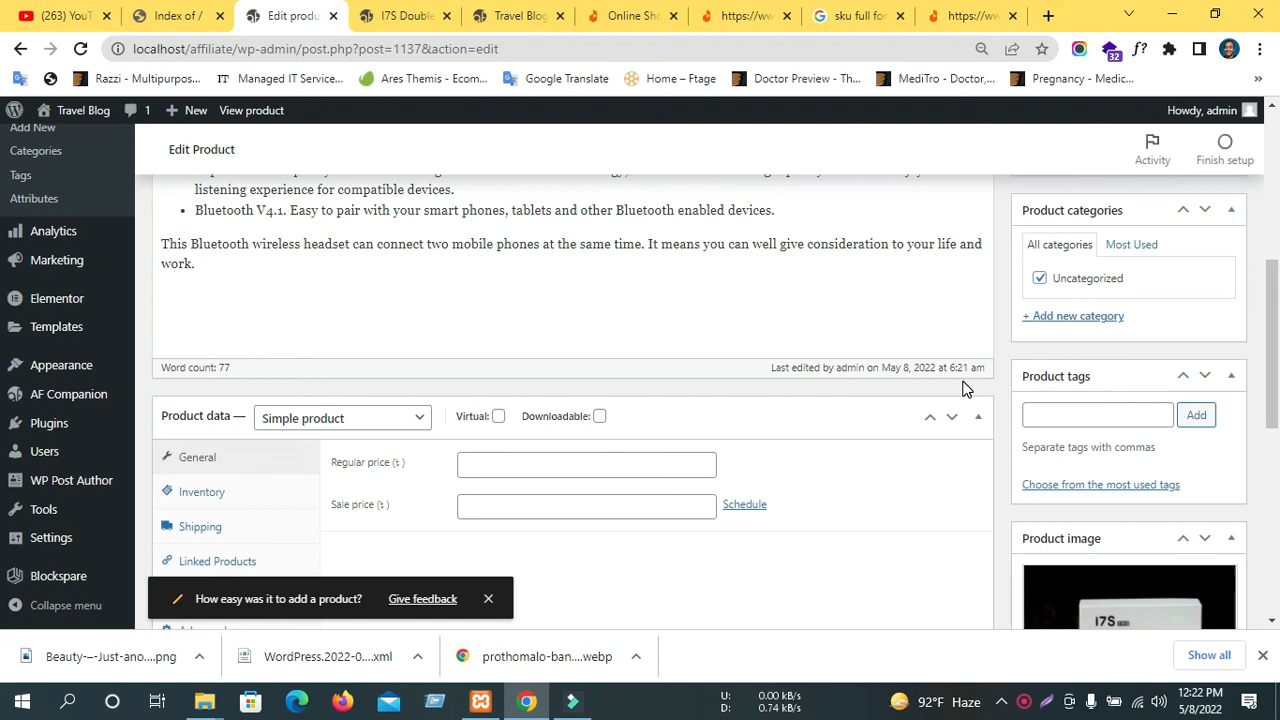 (263) YouT
Index of /
Edit produ
I7S Double
Travel Blog
Online Sho
https://ww
sku full for
https://ww
localhost/affiliate/wp-admin/post.php?post=1137&action=edit
32
Razzi - Multipurpos...
IT Managed IT Service...
Ares Themis - Ecom...
Google Translate
Home – Ftage
Doctor Preview - Th...
MediTro - Doctor,...
Pregnancy - Medic...
Travel Blog
1
New
View product
Howdy, admin
Add New
Categories
Tags
Attributes
Analytics
Marketing
Elementor
Templates
Appearance
AF Companion
Plugins
Users
WP Post Author
Tools
Settings
Blockspare
Collapse menu
Edit Product
Activity
Finish setup
listening experience for compatible devices.
• Bluetooth V4.1. Easy to pair with your smart phones, tablets and other Bluetooth enabled devices.
This Bluetooth wireless headset can connect two mobile phones at the same time. It means you can well give consideration to your life and
work.
Word count: 77
Last edited by admin on May 8, 2022 at 6:21 am
Product data —
Simple product
Virtual:
Downloadable:
General
Inventory
Shipping
Linked Products
Regular price (৳ )
Sale price (৳ )
Schedule
How easy was it to add a product?
Give feedback
Product categories
All categories
Most Used
Uncategorized
+ Add new category
Product tags
Add
Separate tags with commas
Choose from the most used tags
Product image
I7S
Beauty-–-Just-ano....png
WordPress.2022-0....xml
prothomalo-ban....webp
Show all
U: 0.00 kB/s
D: 0.74 kB/s
92°F Haze
12:22 PM
5/8/2022